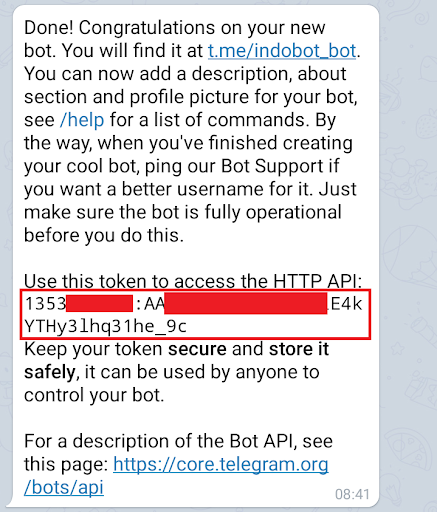 Done! Congratulations on your new
bot. You will find it at t.me/indobot_bot.
You can now add a description, about
section and profile picture for your bot,
see /help for a list of commands. By
the way, when you've finished creating
your cool bot, ping our Bot Support if
you want a better username for it. Just
make sure the bot is fully operational
before you do this.
Use this token to access the HTTP API:
1353 :AA E4k
YTHy3lhq31he_9c
Keep your token secure and store it
safely, it can be used by anyone to
control your bot.
For a description of the Bot API, see
this page: https://core.telegram.org
/bots/api
08:41